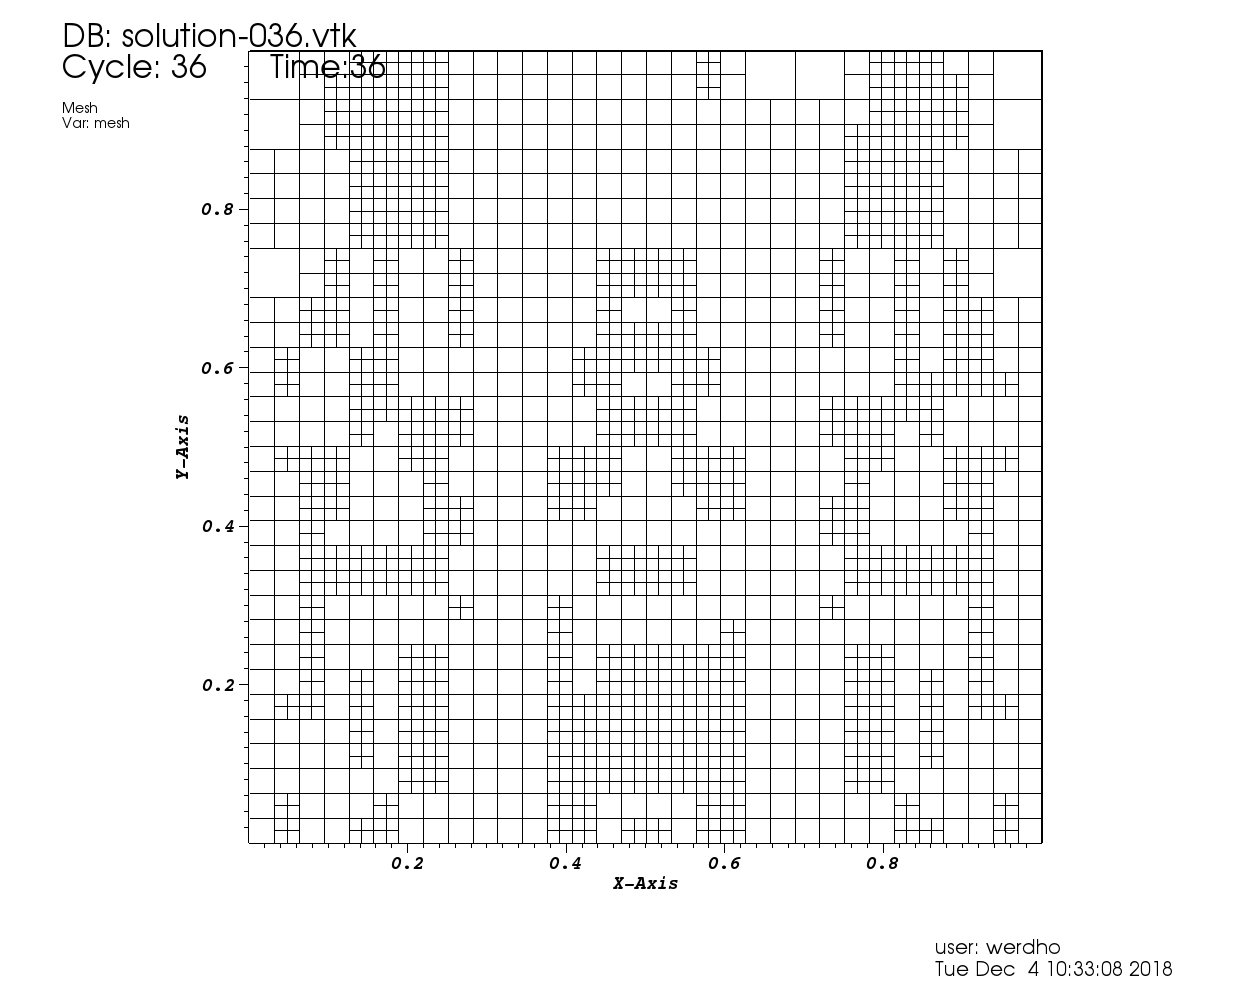 DB: solution-036.vtk
Cycle: 36 Time:36
Mesh
Var: mesh
0.8
0.6
Y-Axis
0.4
0.2
0.2 0.4 0.6 0.8
X-Axis
user: werdho
Tue Dec 4 10:33:08 2018